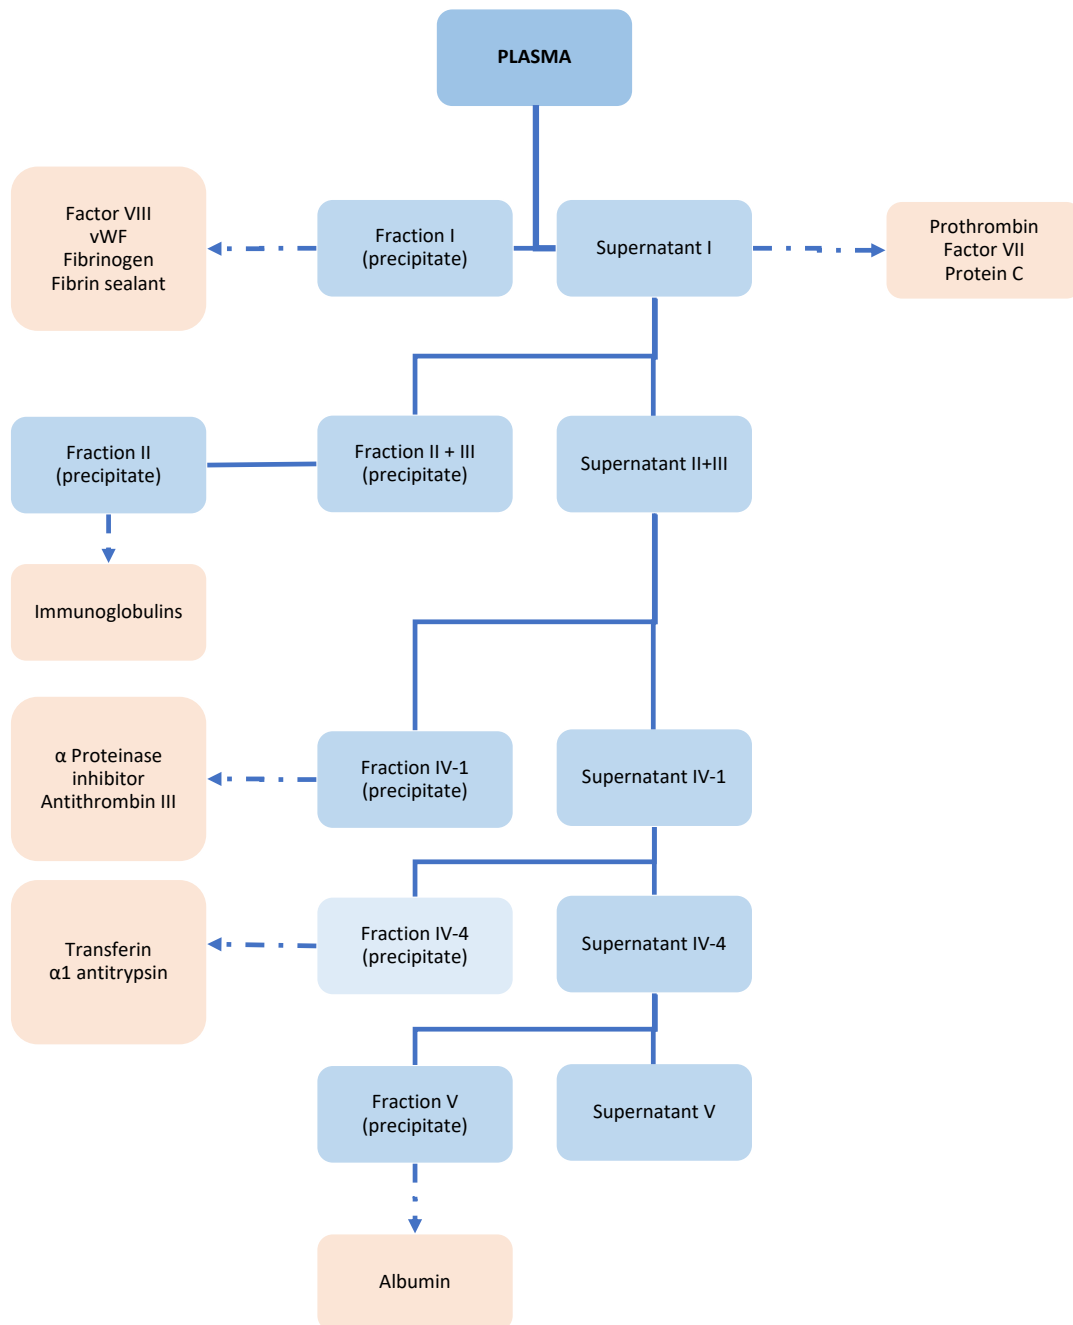 PLASMA
Factor VIII
vWF
Fibrinogen
Fibrin sealant
Fraction I
(precipitate)
Supernatant I
Prothrombin
Factor VII
Protein C
Fraction II
(precipitate)
Fraction II + III
(precipitate)
Supernatant II+III
Immunoglobulins
α Proteinase
inhibitor
Antithrombin III
Fraction IV-1
(precipitate)
Supernatant IV-1
Transferin
α1 antitrypsin
Fraction IV-4
(precipitate)
Supernatant IV-4
Fraction V
(precipitate)
Supernatant V
Albumin